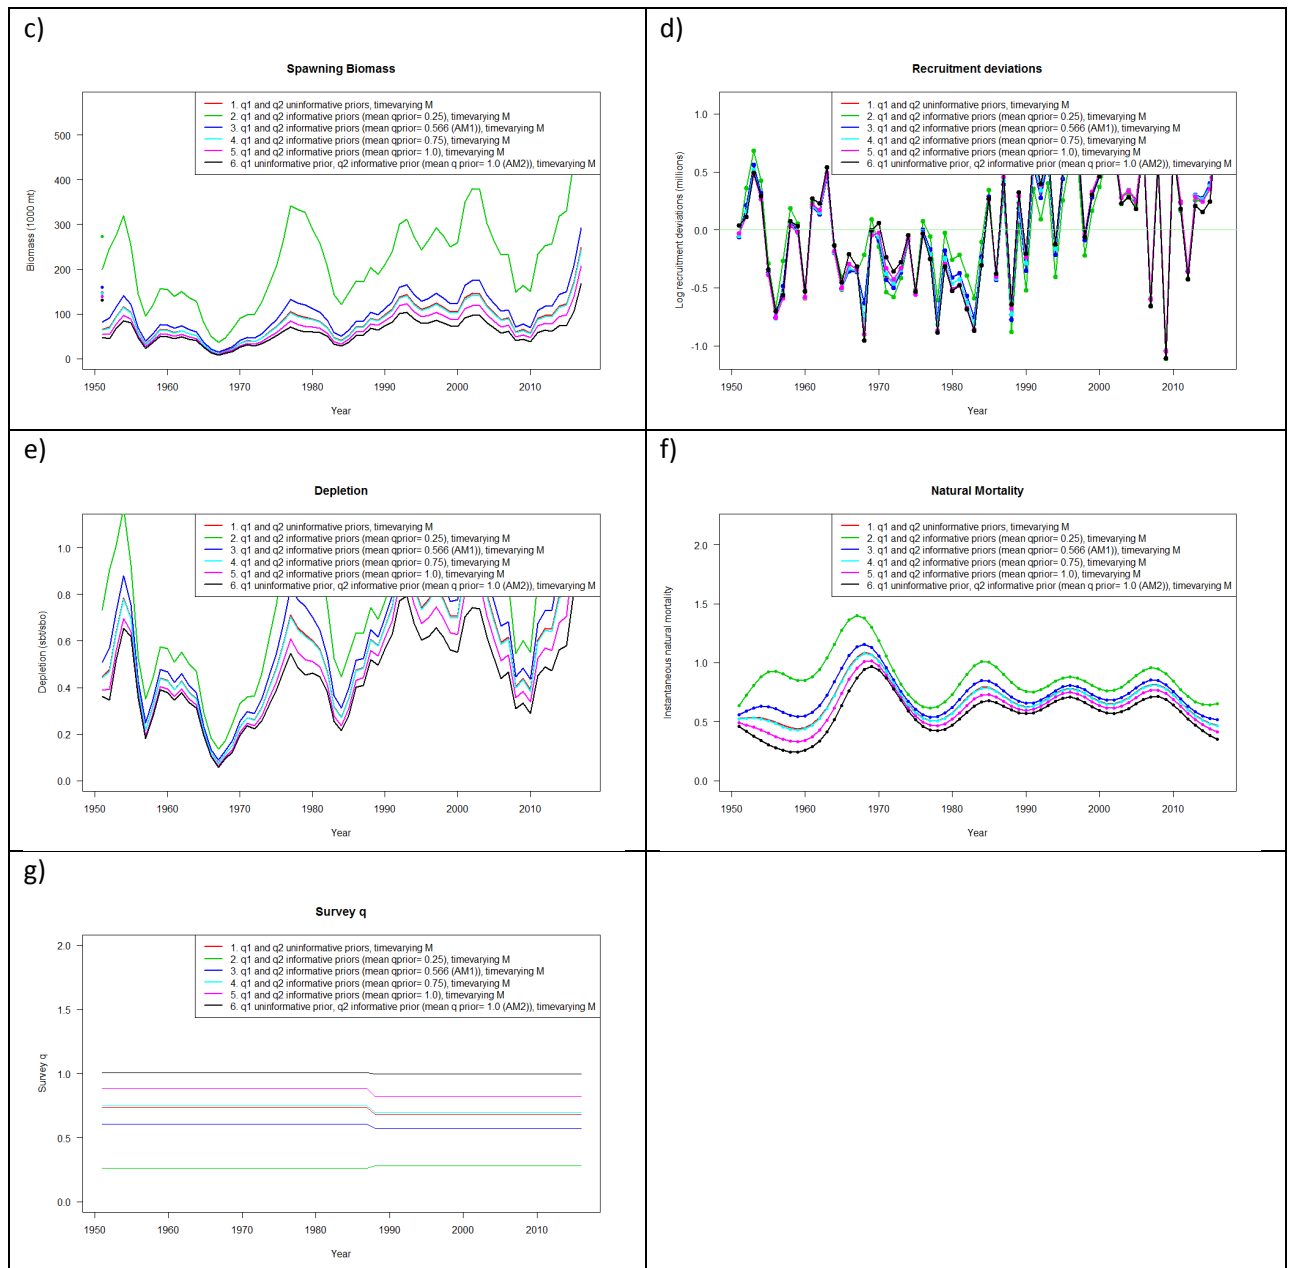 c)
Spawning Biomass
1. q1 and q2 uninformative priors, timevarying M
2. q1 and q2 informative priors (mean qprior= 0.25), timevarying M
3. q1 and q2 informative priors (mean qprior= 0.566 (AM1)), timevarying M
4. q1 and q2 informative priors (mean qprior= 0.75), timevarying M
5. q1 and q2 informative priors (mean qprior= 1.0), timevarying M
6. q1 uninformative prior, q2 informative prior (mean q prior= 1.0 (AM2)), timevarying M
Biomass (1000 mt)
500
400
300
200
100
0
1950 1960 1970 1980 1990 2000 2010
Year
d)
Recruitment deviations
1. q1 and q2 uninformative priors, timevarying M
2. q1 and q2 informative priors (mean qprior= 0.25), timevarying M
3. q1 and q2 informative priors (mean qprior= 0.566 (AM1)), timevarying M
4. q1 and q2 informative priors (mean qprior= 0.75), timevarying M
5. q1 and q2 informative priors (mean qprior= 1.0), timevarying M
6. q1 uninformative prior, q2 informative prior (mean q prior= 1.0 (AM2)), timevarying M
Log recruitment deviations (millions)
1.0
0.5
0.0
-0.5
-1.0
1950 1960 1970 1980 1990 2000 2010
Year
e)
Depletion
1. q1 and q2 uninformative priors, timevarying M
2. q1 and q2 informative priors (mean qprior= 0.25), timevarying M
3. q1 and q2 informative priors (mean qprior= 0.566 (AM1)), timevarying M
4. q1 and q2 informative priors (mean qprior= 0.75), timevarying M
5. q1 and q2 informative priors (mean qprior= 1.0), timevarying M
6. q1 uninformative prior, q2 informative prior (mean q prior= 1.0 (AM2)), timevarying M
Depletion (sbt/sbo)
1.0
0.8
0.6
0.4
0.2
0.0
1950 1960 1970 1980 1990 2000 2010
Year
f)
Natural Mortality
1. q1 and q2 uninformative priors, timevarying M
2. q1 and q2 informative priors (mean qprior= 0.25), timevarying M
3. q1 and q2 informative priors (mean qprior= 0.566 (AM1)), timevarying M
4. q1 and q2 informative priors (mean qprior= 0.75), timevarying M
5. q1 and q2 informative priors (mean qprior= 1.0), timevarying M
6. q1 uninformative prior, q2 informative prior (mean q prior= 1.0 (AM2)), timevarying M
Instantaneous natural mortality
2.0
1.5
1.0
0.5
0.0
1950 1960 1970 1980 1990 2000 2010
Year
g)
Survey q
1. q1 and q2 uninformative priors, timevarying M
2. q1 and q2 informative priors (mean qprior= 0.25), timevarying M
3. q1 and q2 informative priors (mean qprior= 0.566 (AM1)), timevarying M
4. q1 and q2 informative priors (mean qprior= 0.75), timevarying M
5. q1 and q2 informative priors (mean qprior= 1.0), timevarying M
6. q1 uninformative prior, q2 informative prior (mean q prior= 1.0 (AM2)), timevarying M
Survey q
2.0
1.5
1.0
0.5
0.0
1950 1960 1970 1980 1990 2000 2010
Year